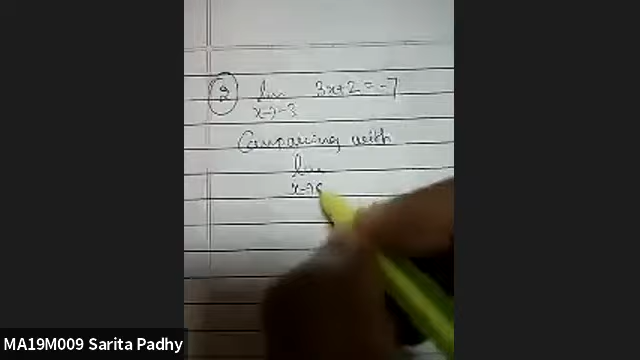 2 lim 3x+2 = -7
x→-3
Comparing with
lim
x→c
MA19M009 Sarita Padhy